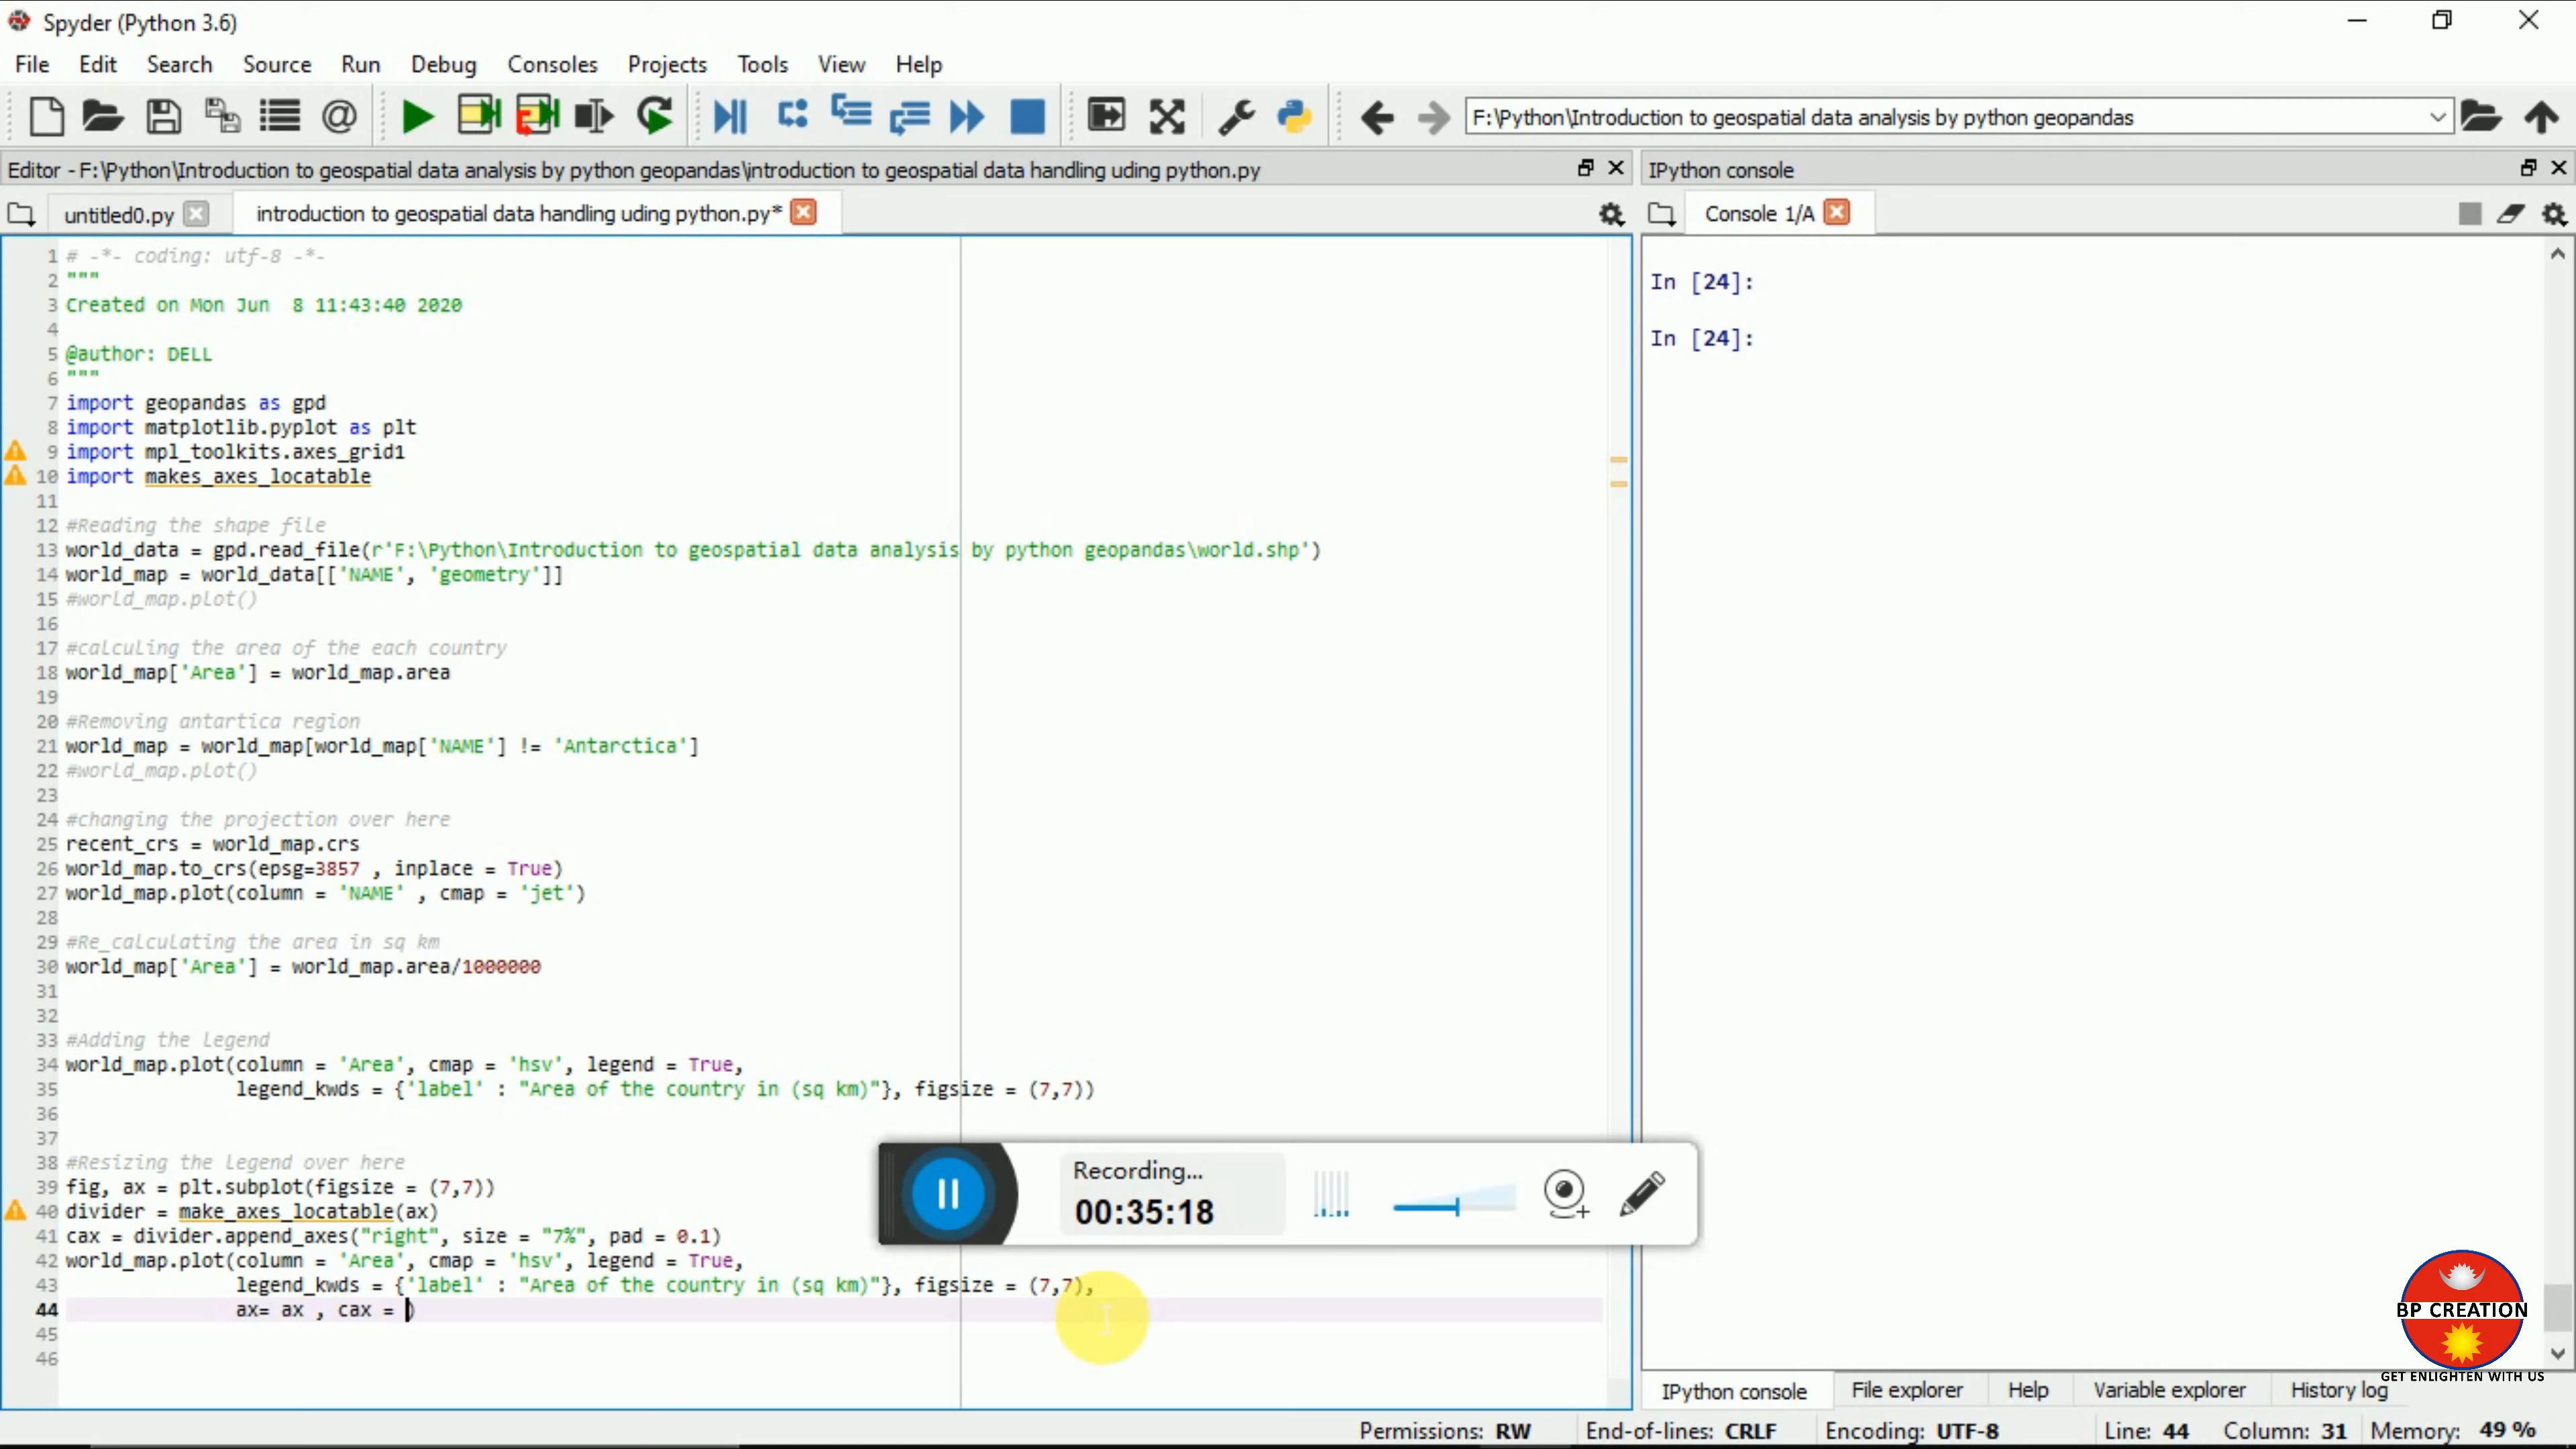 Spyder (Python 3.6)
File Edit Search Source Run Debug Consoles Projects Tools View Help
F:\Python\Introduction to geospatial data analysis by python geopandas
Editor - F:\Python\Introduction to geospatial data analysis by python geopandas\introduction to geospatial data handling uding python.py
IPython console
untitled0.py introduction to geospatial data handling uding python.py*
Console 1/A
1 # -*- coding: utf-8 -*-
2 """
3 Created on Mon Jun  8 11:43:40 2020
4
5 @author: DELL
6 """
7 import geopandas as gpd
8 import matplotlib.pyplot as plt
9 import mpl_toolkits.axes_grid1
10 import makes_axes_locatable
11
12 #Reading the shape file
13 world_data = gpd.read_file(r'F:\Python\Introduction to geospatial data analysis by python geopandas\world.shp')
14 world_map = world_data[['NAME', 'geometry']]
15 #world_map.plot()
16
17 #calculing the area of the each country
18 world_map['Area'] = world_map.area
19
20 #Removing antartica region
21 world_map = world_map[world_map['NAME'] != 'Antarctica']
22 #world_map.plot()
23
24 #changing the projection over here
25 recent_crs = world_map.crs
26 world_map.to_crs(epsg=3857 , inplace = True)
27 world_map.plot(column = 'NAME' , cmap = 'jet')
28
29 #Re_calculating the area in sq km
30 world_map['Area'] = world_map.area/1000000
31
32
33 #Adding the Legend
34 world_map.plot(column = 'Area', cmap = 'hsv', legend = True,
35 legend_kwds = {'label' : "Area of the country in (sq km)"}, figsize = (7,7))
36
37
38 #Resizing the Legend over here
39 fig, ax = plt.subplot(figsize = (7,7))
40 divider = make_axes_locatable(ax)
41 cax = divider.append_axes("right", size = "7%", pad = 0.1)
42 world_map.plot(column = 'Area', cmap = 'hsv', legend = True,
43 legend_kwds = {'label' : "Area of the country in (sq km)"}, figsize = (7,7),
44 ax= ax , cax = )
45
46
In [24]:
In [24]:
Recording...
00:35:18
BP CREATION
GET ENLIGHTEN WITH US
IPython console File explorer Help Variable explorer History log
Permissions: RW End-of-lines: CRLF Encoding: UTF-8 Line: 44 Column: 31 Memory: 49 %